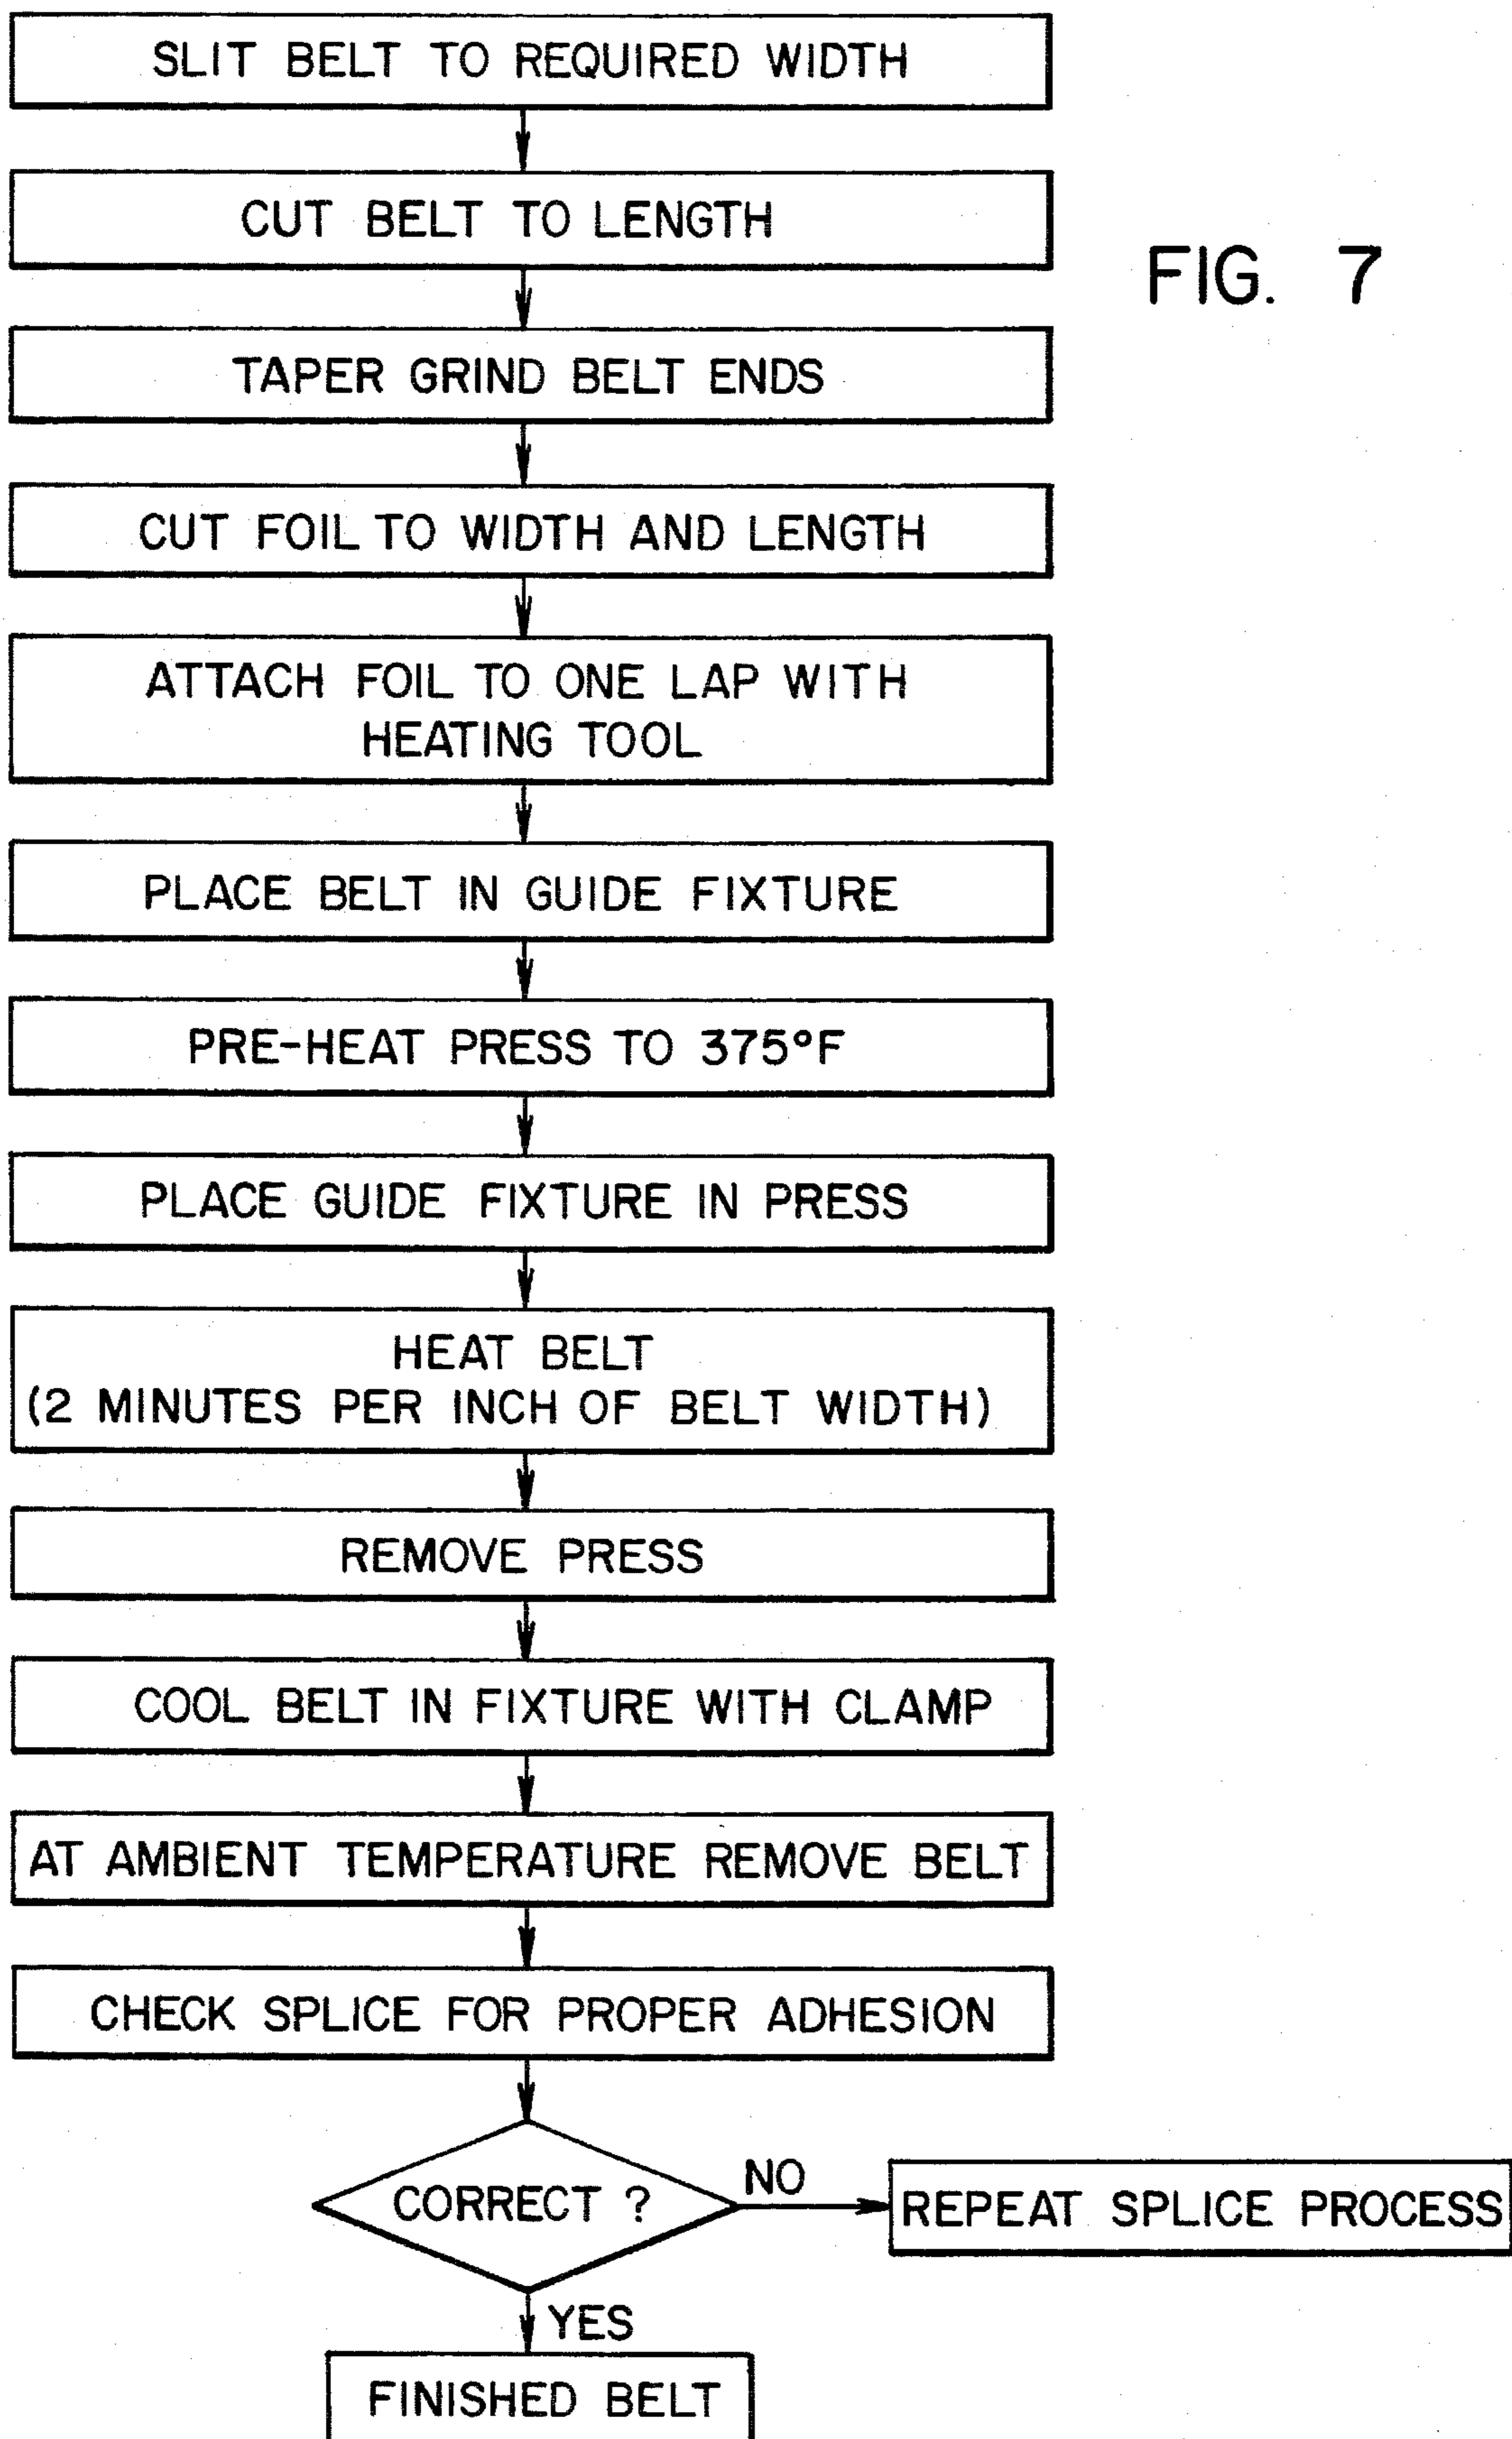 SLIT BELT TO REQUIRED WIDTH
CUT BELT TO LENGTH
FIG. 7
TAPER GRIND BELT ENDS
CUT FOIL TO WIDTH AND LENGTH
ATTACH FOIL TO ONE LAP WITH
HEATING TOOL
PLACE BELT IN GUIDE FIXTURE
PRE-HEAT PRESS TO 375°F
PLACE GUIDE FIXTURE IN PRESS
HEAT BELT
(2 MINUTES PER INCH OF BELT WIDTH)
REMOVE PRESS
COOL BELT IN FIXTURE WITH CLAMP
AT AMBIENT TEMPERATURE REMOVE BELT
CHECK SPLICE FOR PROPER ADHESION
CORRECT ?
NO
REPEAT SPLICE PROCESS
YES
FINISHED BELT